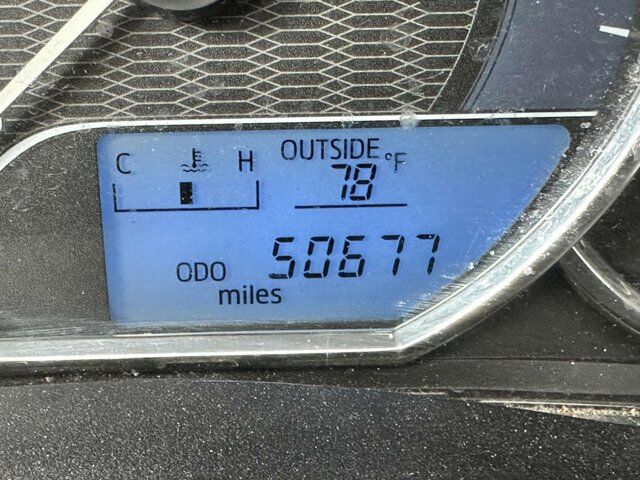 C H OUTSIDE °F
78
ODO 50677
miles